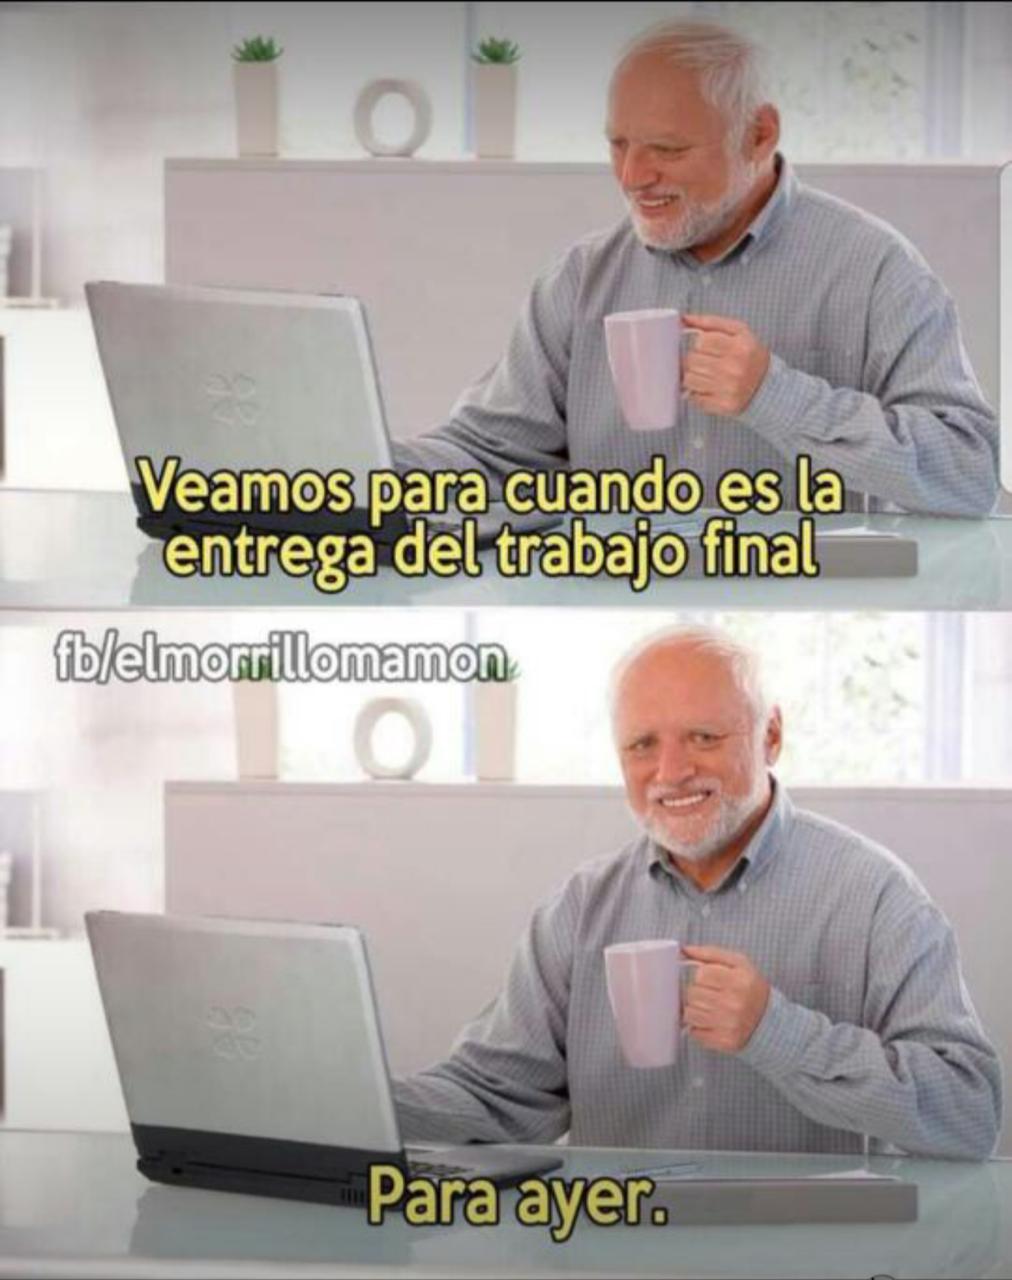 Veamos para cuando es la
entrega del trabajo final
fb/elmorrillomamon
Para ayer.